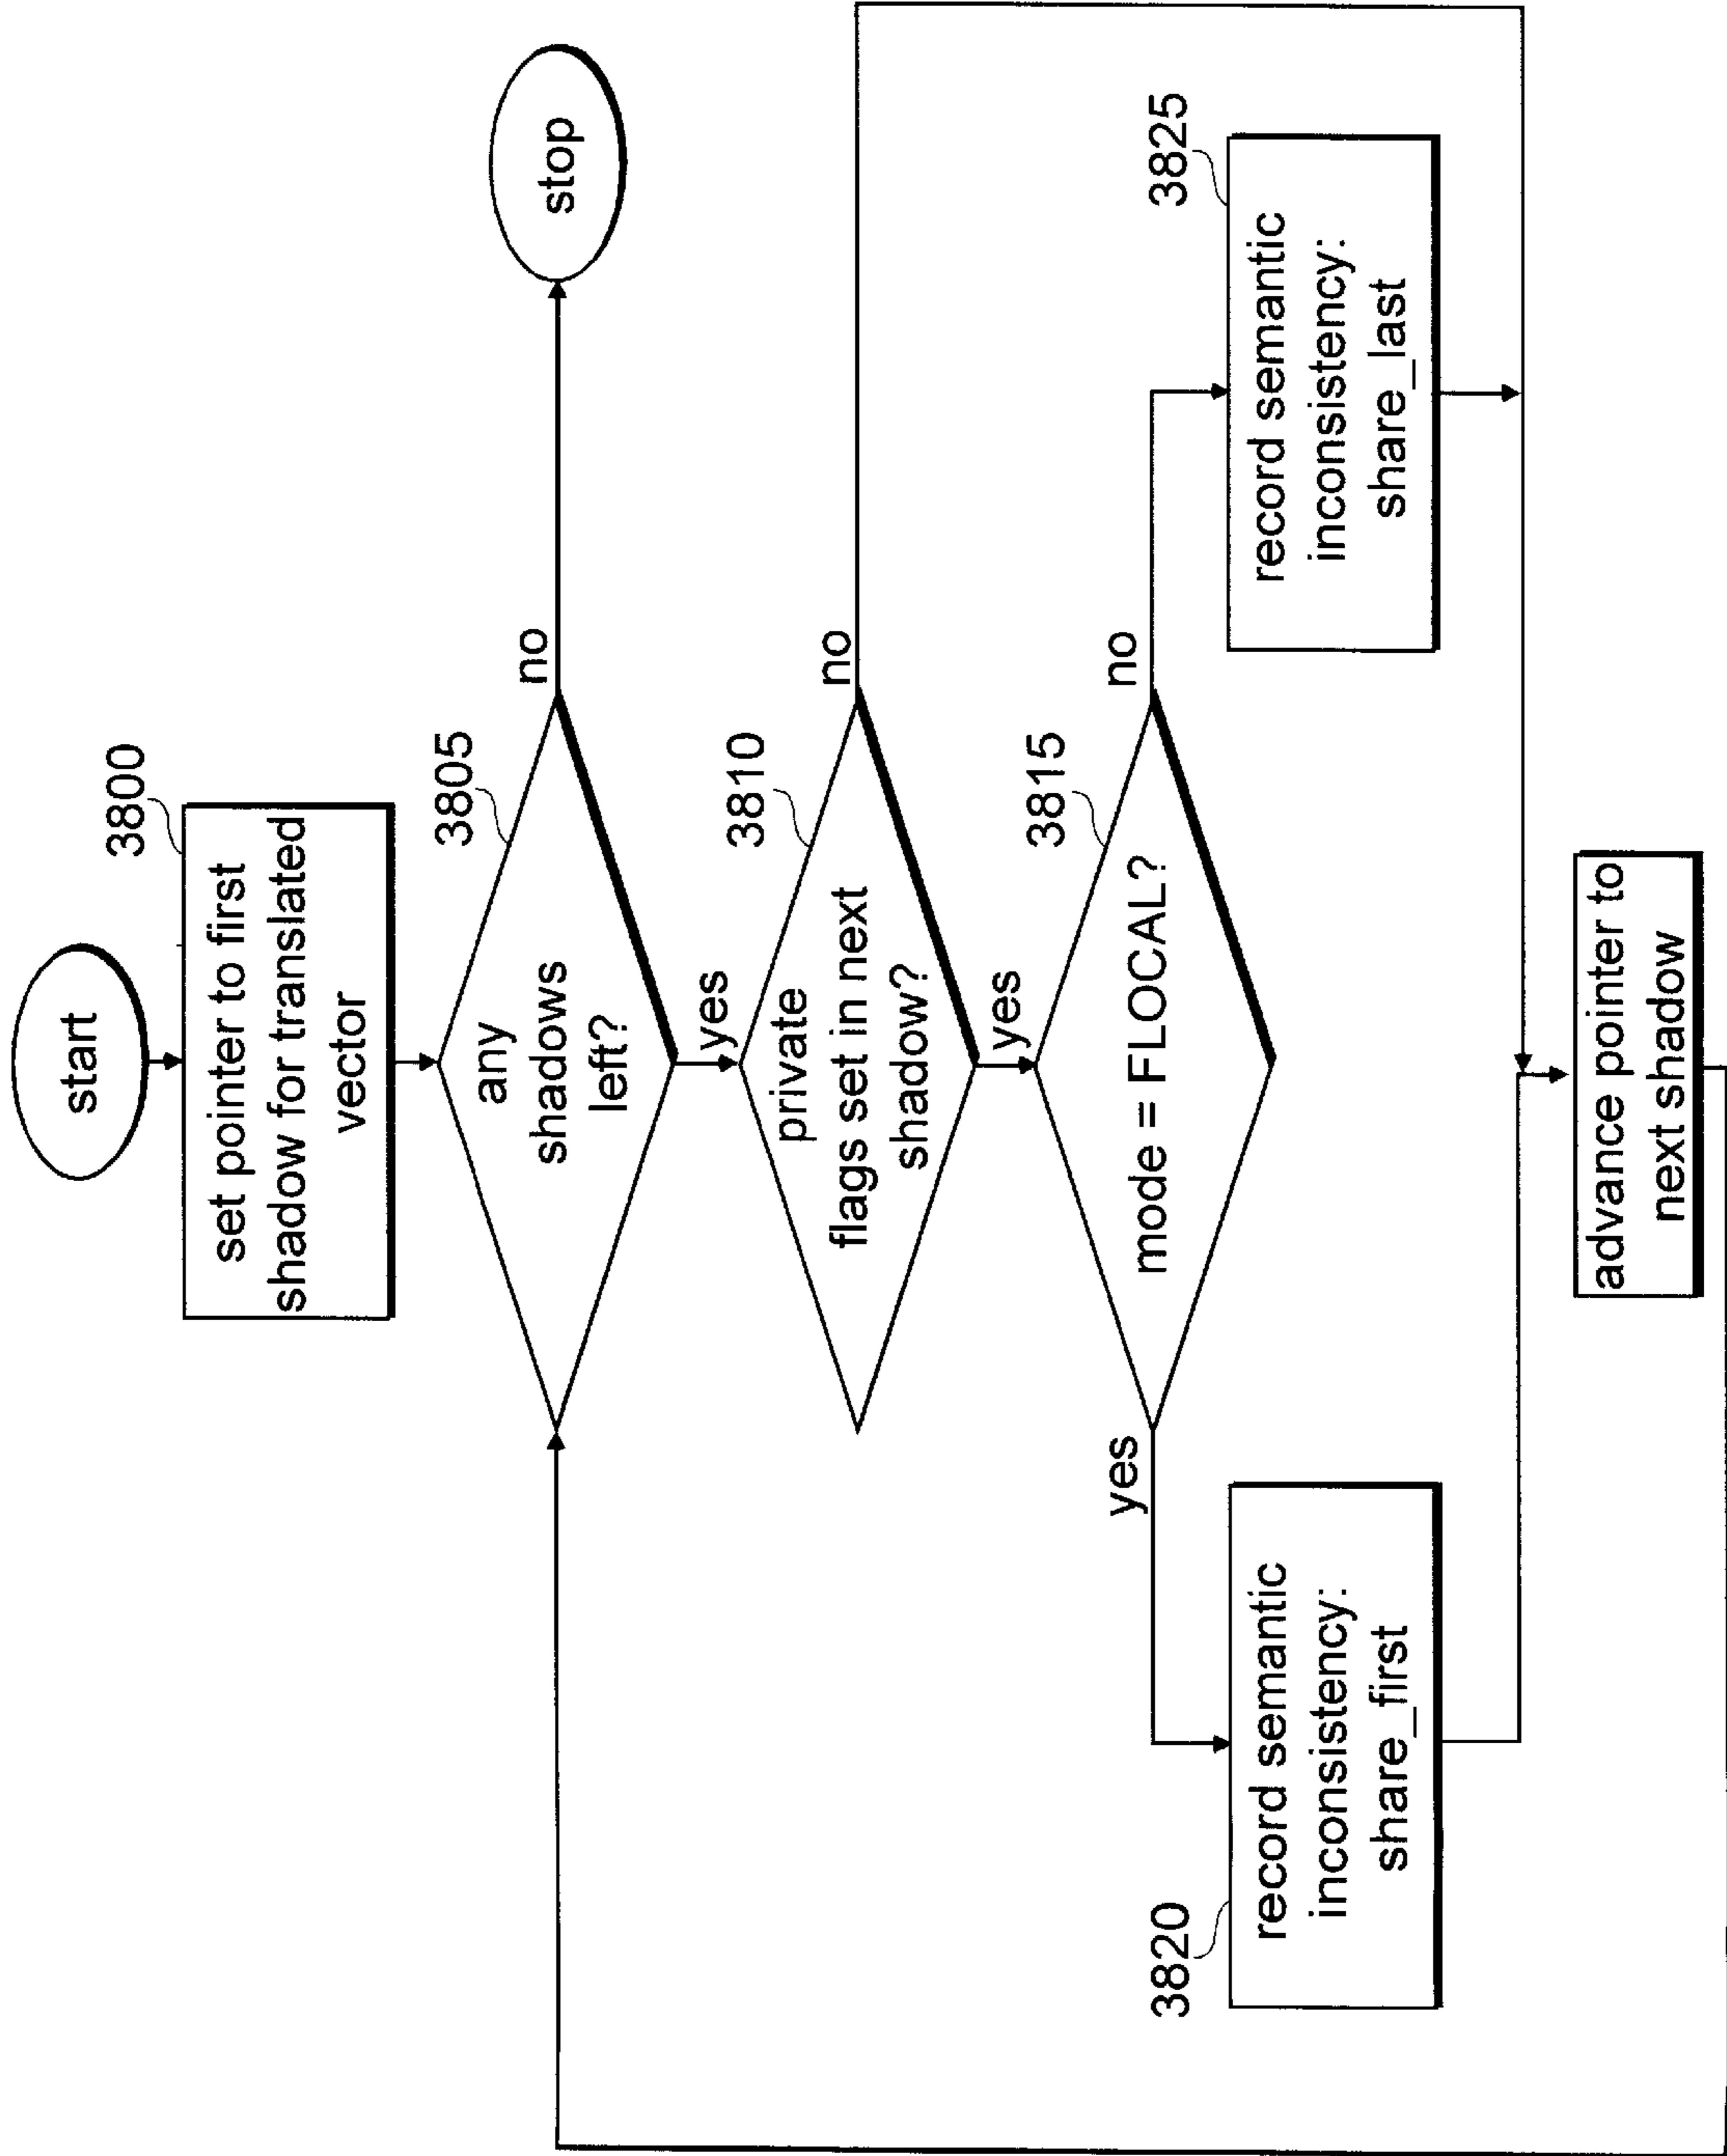 start
3800
set pointer to first
shadow for translated
vector
3805
any
shadows
left?
no
stop
yes
3810
private
flags set in next
shadow?
no
yes
3815
mode = FLOCAL?
yes
no
3820
record semantic
inconsistency:
share_first
3825
record semantic
inconsistency:
share_last
advance pointer to
next shadow